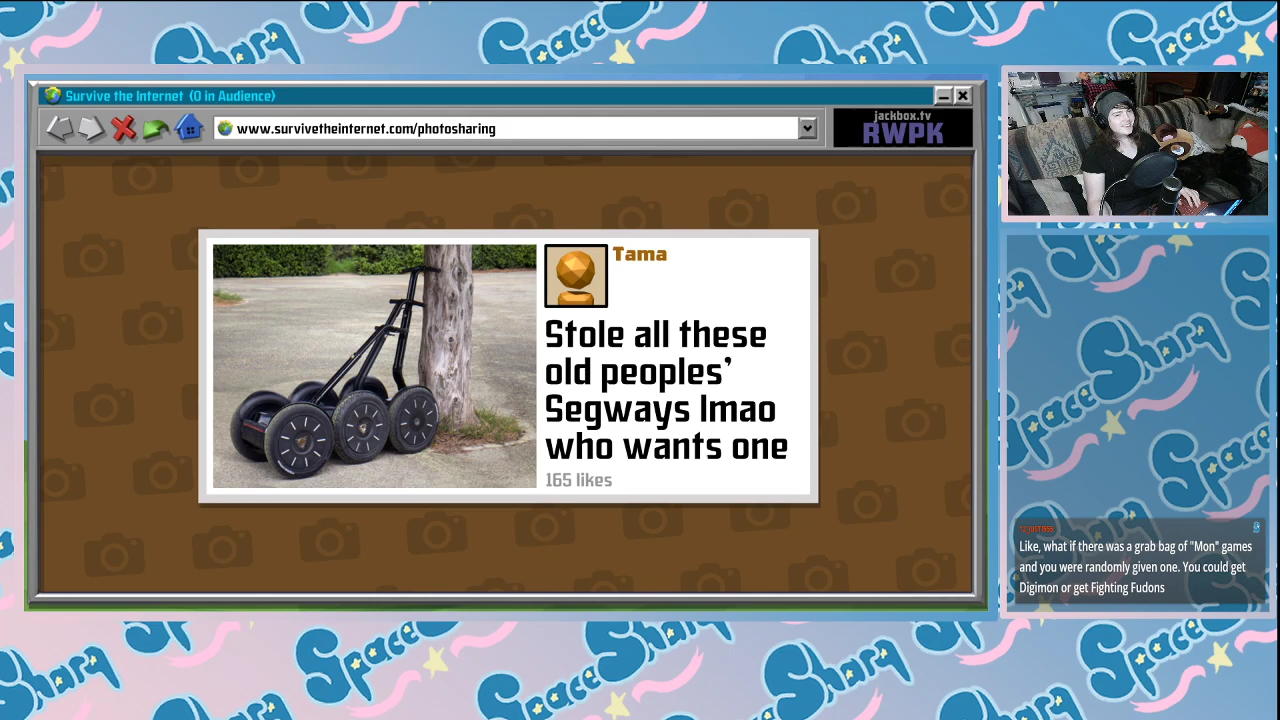 Survive the Internet (0 in Audience)
www.survivetheinternet.com/photosharing
jackbox.tv
RWPK
Tama
Stole all these
old peoples'
Segways lmao
who wants one
165 likes
Like, what if there was a grab bag of "Mon" games
and you were randomly given one. You could get
Digimon or get Fighting Fudons
Space Sharq